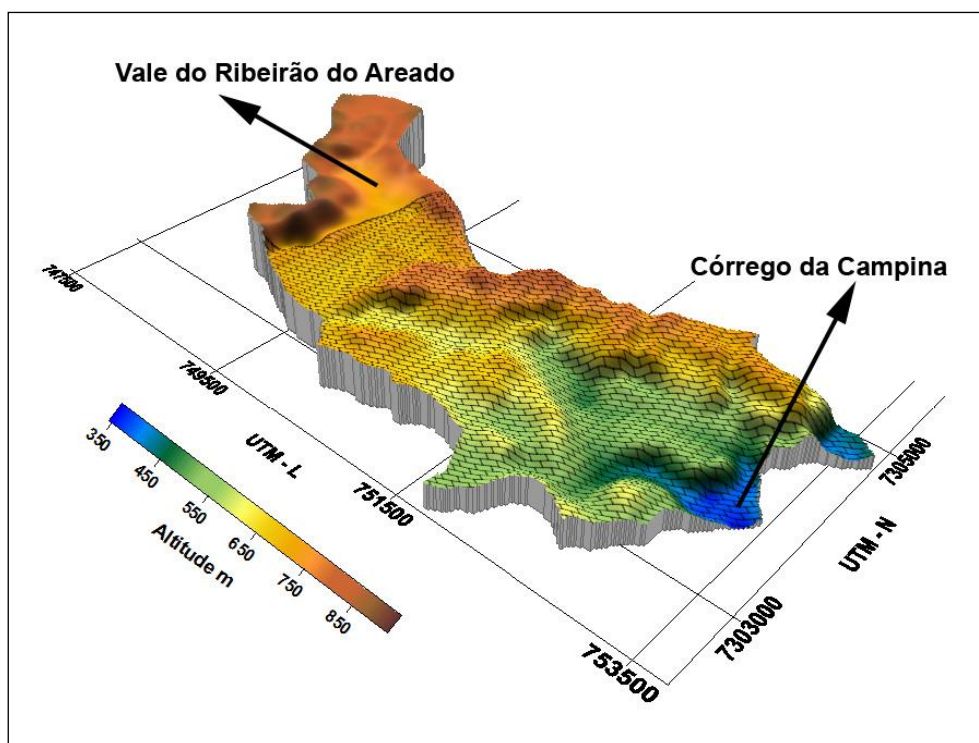 Vale do Ribeirão do Areado
Córrego da Campina
747500
749500
751500
753500
UTM - L
7305000
7303000
UTM - N
350
450
550
650
750
850
Altitude m